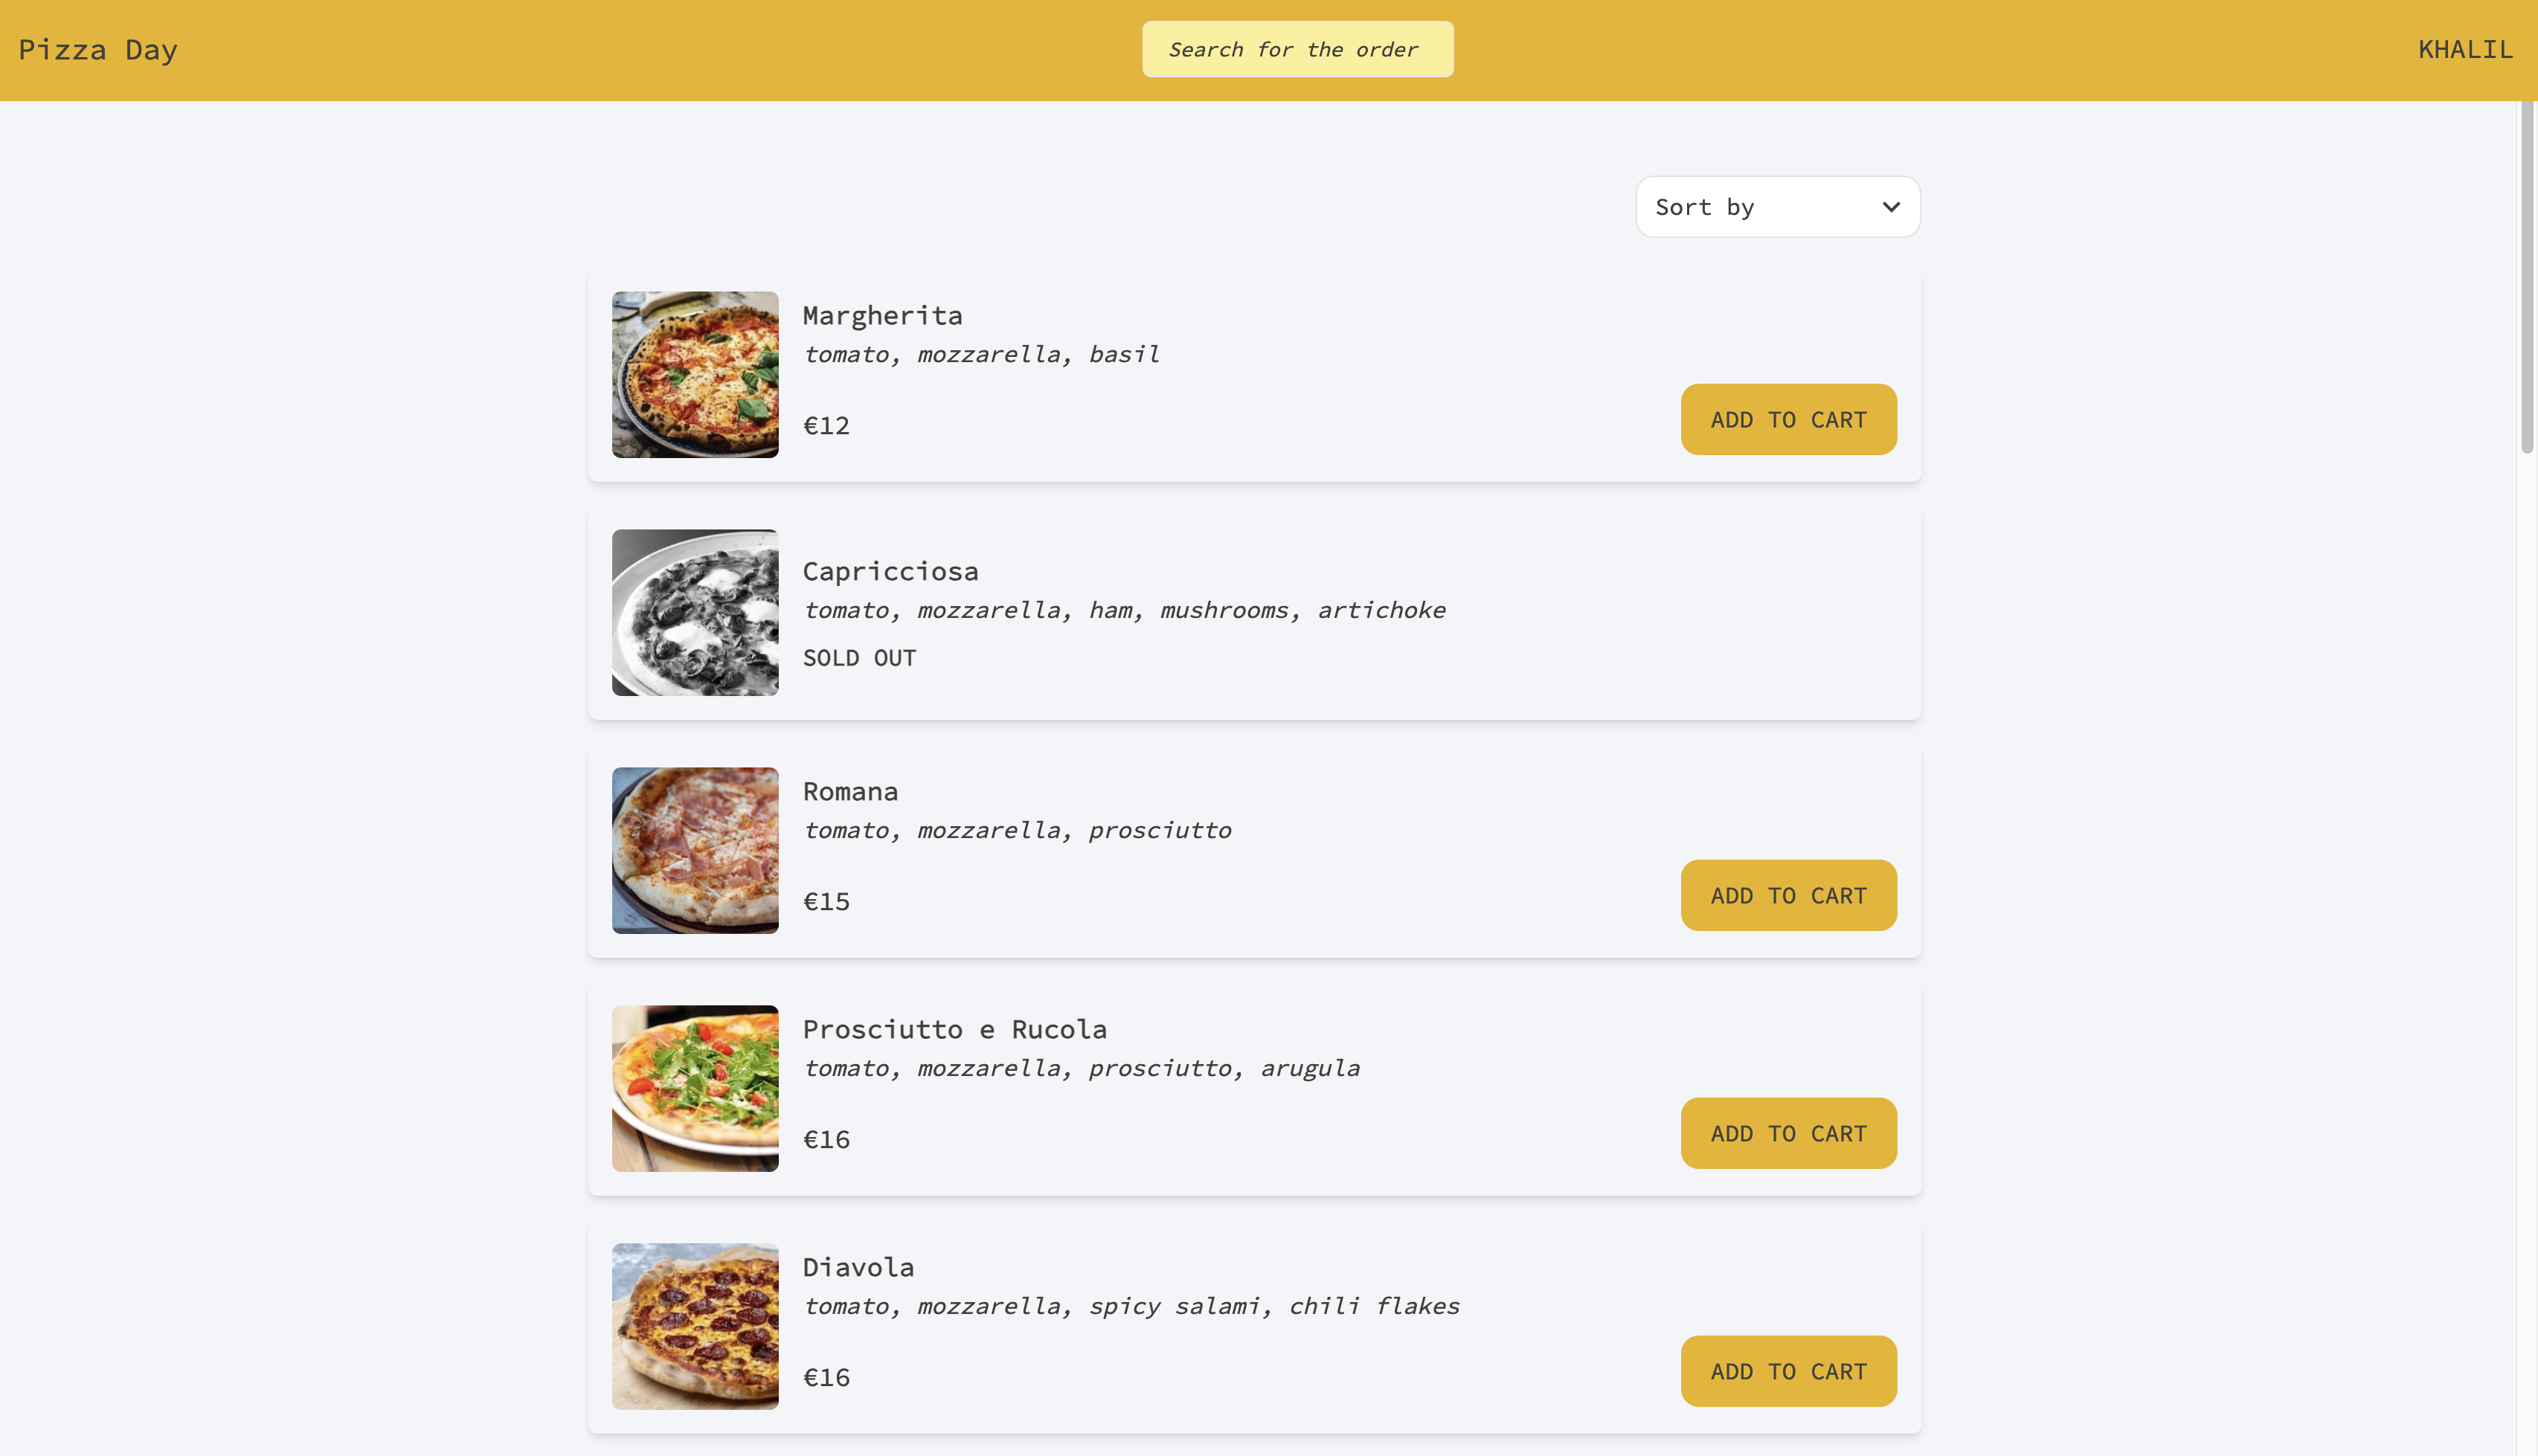 Pizza Day
Search for the order
KHALIL
Sort by
Margherita
tomato, mozzarella, basil
€12
ADD TO CART
Capricciosa
tomato, mozzarella, ham, mushrooms, artichoke
SOLD OUT
Romana
tomato, mozzarella, prosciutto
€15
ADD TO CART
Prosciutto e Rucola
tomato, mozzarella, prosciutto, arugula
€16
ADD TO CART
Diavola
tomato, mozzarella, spicy salami, chili flakes
€16
ADD TO CART